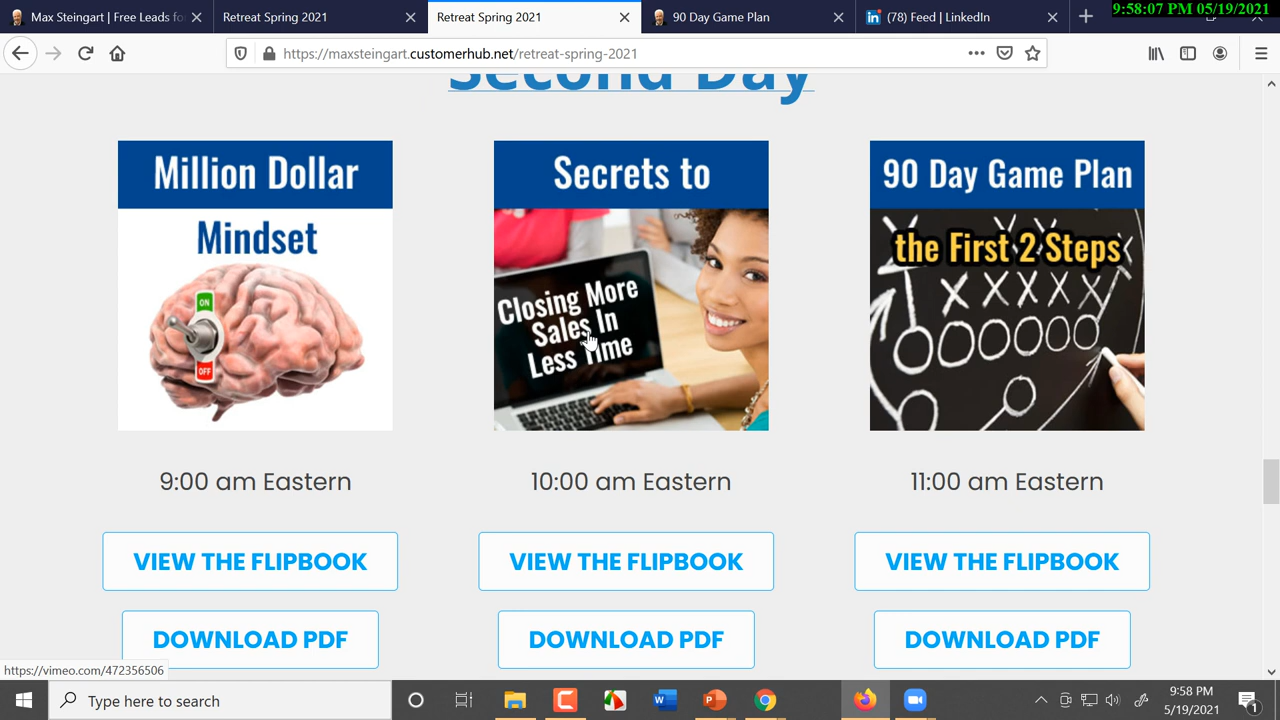 9:58:07 PM 05/19/2021
Max Steingart | Free Leads fo
Retreat Spring 2021
Retreat Spring 2021
90 Day Game Plan
(78) Feed | LinkedIn
https://maxsteingart.customerhub.net/retreat-spring-2021
Second Day
Million Dollar
Mindset
ON
OFF
Secrets to
Closing More
Sales In
Less Time
90 Day Game Plan
the First 2 Steps
9:00 am Eastern
10:00 am Eastern
11:00 am Eastern
VIEW THE FLIPBOOK
VIEW THE FLIPBOOK
VIEW THE FLIPBOOK
DOWNLOAD PDF
DOWNLOAD PDF
DOWNLOAD PDF
https://vimeo.com/472356506
Type here to search
9:58 PM
5/19/2021
1